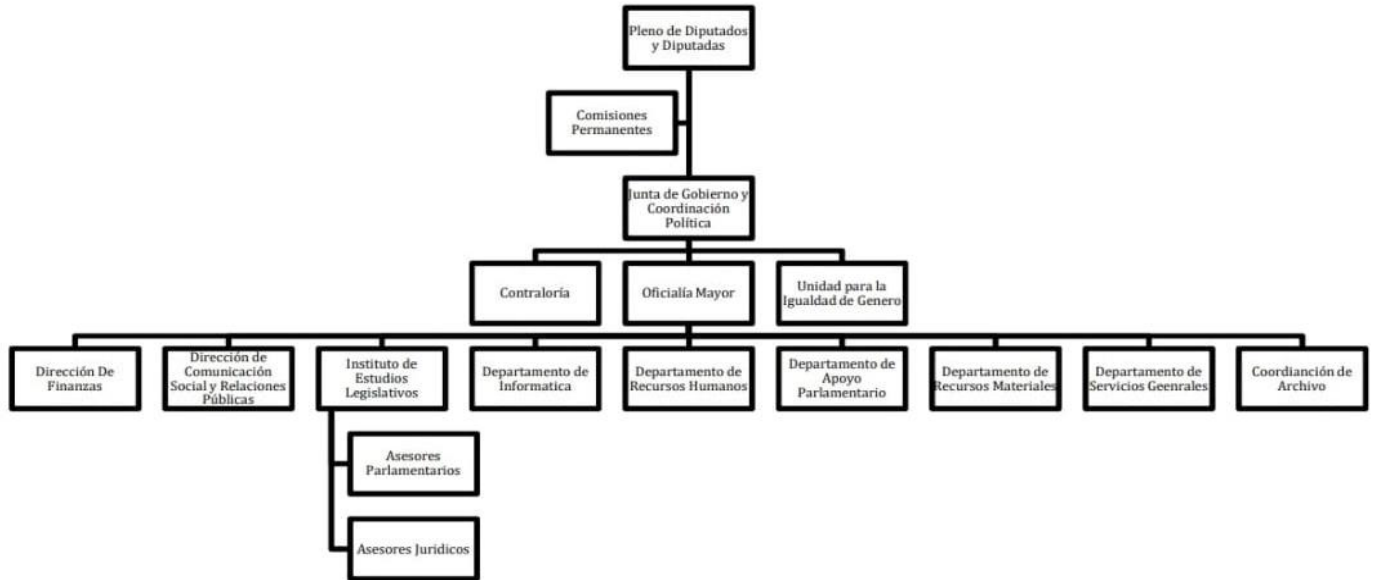 Pleno de Diputados
y Diputadas
Comisiones
Permanentes
Junta de Gobierno y
Coordinación
Política
Contraloría
Oficialía Mayor
Unidad para la
Igualdad de Genero
Dirección De
Finanzas
Dirección de
Comunicación
Social y Relaciones
Públicas
Instituto de
Estudios
Legislativos
Departamento de
Informatica
Departamento de
Recursos Humanos
Departamento de
Apoyo
Parlamentario
Departamento de
Recursos Materiales
Departamento de
Servicios Geenrales
Coordianción de
Archivo
Asesores
Parlamentarios
Asesores Juridicos